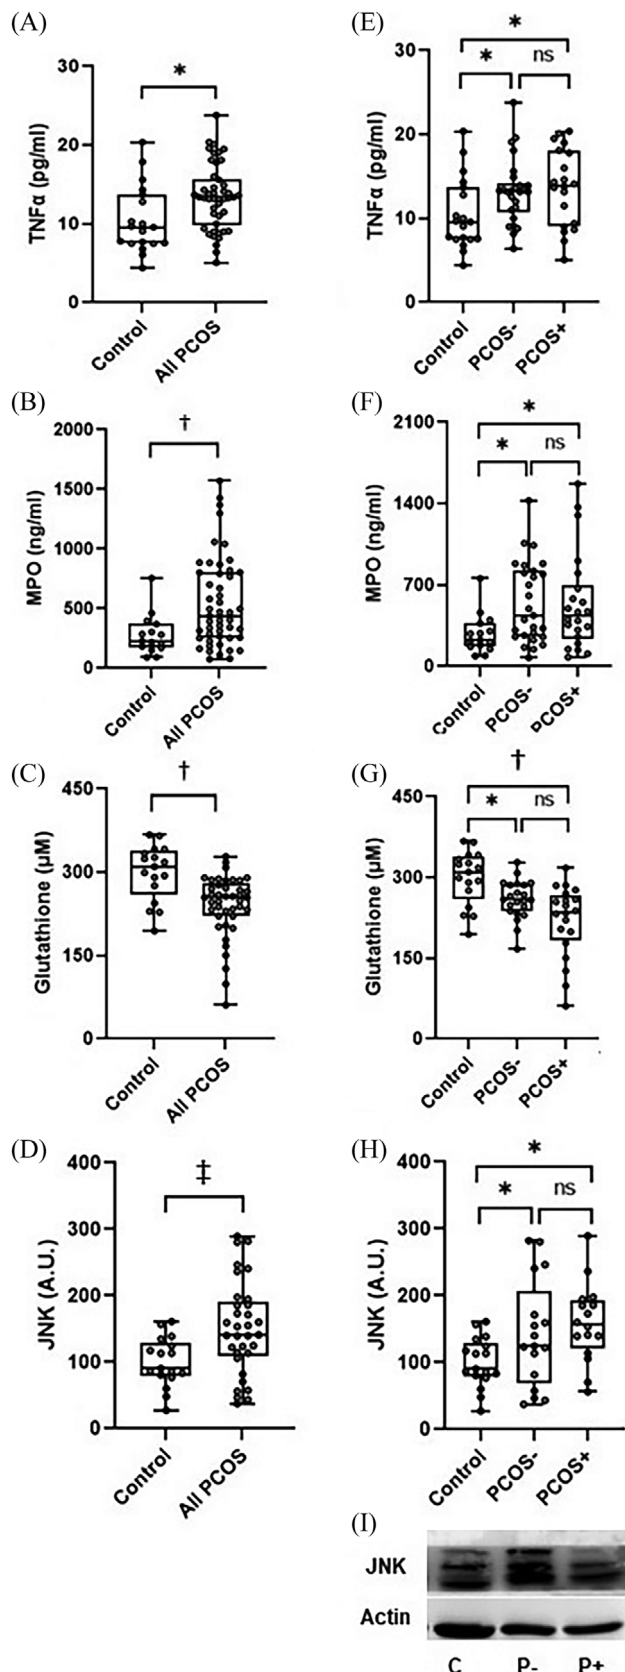 (A)
*
TNFα (pg/ml)
30
20
10
0
Control
All PCOS
(E)
*
*
ns
TNFα (pg/ml)
30
20
10
0
Control
PCOS-
PCOS+
(B)
†
MPO (ng/ml)
2000
1500
1000
500
0
Control
All PCOS
(F)
*
*
ns
MPO (ng/ml)
2100
1400
700
0
Control
PCOS-
PCOS+
(C)
†
Glutathione (µM)
450
300
150
0
Control
All PCOS
(G)
†
*
ns
Glutathione (µM)
450
300
150
0
Control
PCOS-
PCOS+
(D)
‡
JNK (A.U.)
400
300
200
100
0
Control
All PCOS
(H)
*
*
ns
JNK (A.U.)
400
300
200
100
0
Control
PCOS-
PCOS+
(I)
JNK
Actin
C P- P+